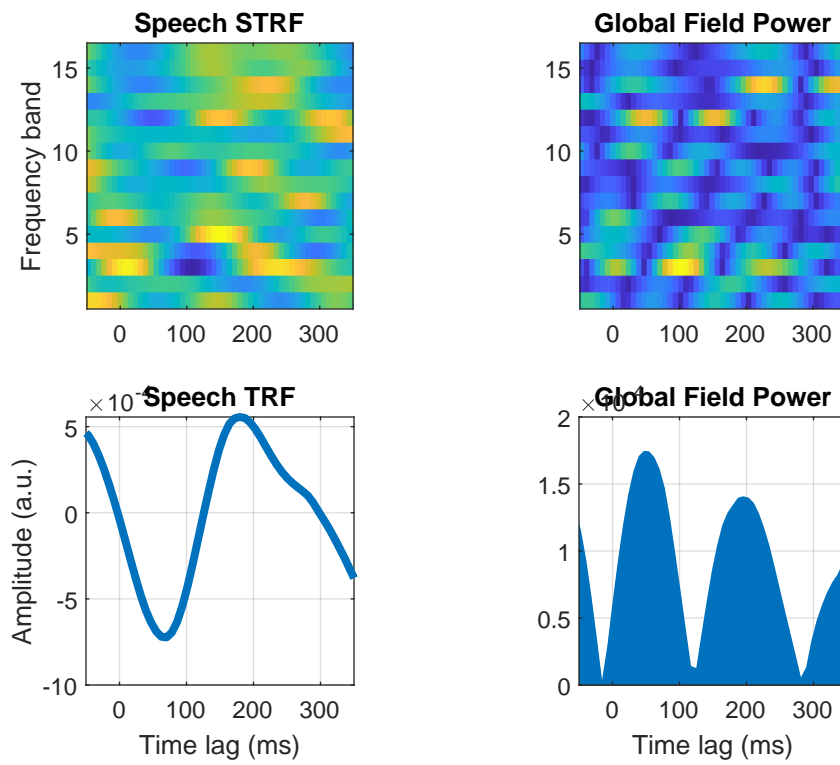 Speech STRF
Global Field Power
Frequency band
15
10
5
0 100 200 300
15
10
5
0 100 200 300
Speech TRF
× 10⁻⁴
Amplitude (a.u.)
5
0
-5
-10
0 100 200 300
Time lag (ms)
Global Field Power
2
1.5
1
0.5
0
0 100 200 300
Time lag (ms)